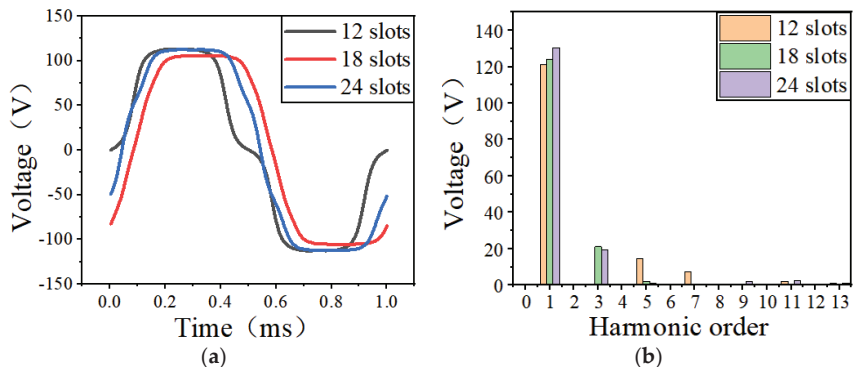 150
100
50
0
-50
-100
-150
Voltage（V）
12 slots
18 slots
24 slots
0.0 0.2 0.4 0.6 0.8 1.0
Time（ms）
(a)
140
120
100
80
60
40
20
0
Voltage（V）
12 slots
18 slots
24 slots
0 1 2 3 4 5 6 7 8 9 10 11 12 13
Harmonic order
(b)